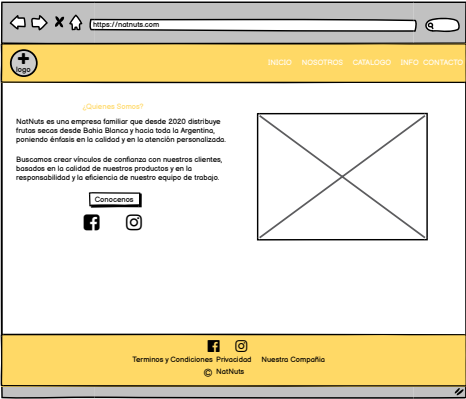 https://natnuts.com
logo
INICIO NOSOTROS CATALOGO INFO CONTACTO
¿Quienes Somos?
NatNuts es una empresa familiar que desde 2020 distribuye
frutas secas desde Bahia Blanca y hacia toda la Argentina,
poniendo énfasis en la calidad y en la atención personalizada.
Buscamos crear vínculos de confianza con nuestros clientes,
basados en la calidad de nuestros productos y en la
responsabilidad y la eficiencia de nuestro equipo de trabajo.
Conocenos
Terminos y Condiciones Privacidad Nuestra Compañia
© NatNuts